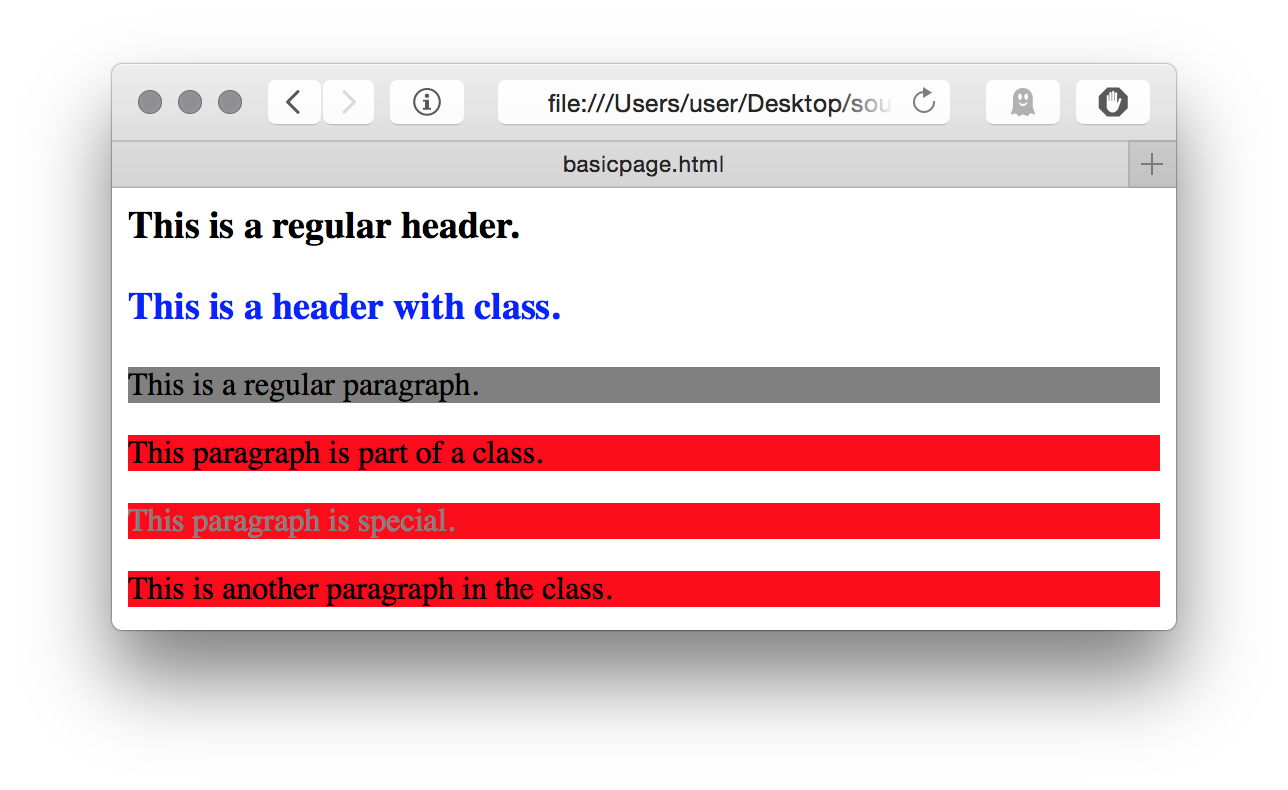 file:///Users/user/Desktop/sou
basicpage.html
This is a regular header.
This is a header with class.
This is a regular paragraph.
This paragraph is part of a class.
This paragraph is special.
This is another paragraph in the class.